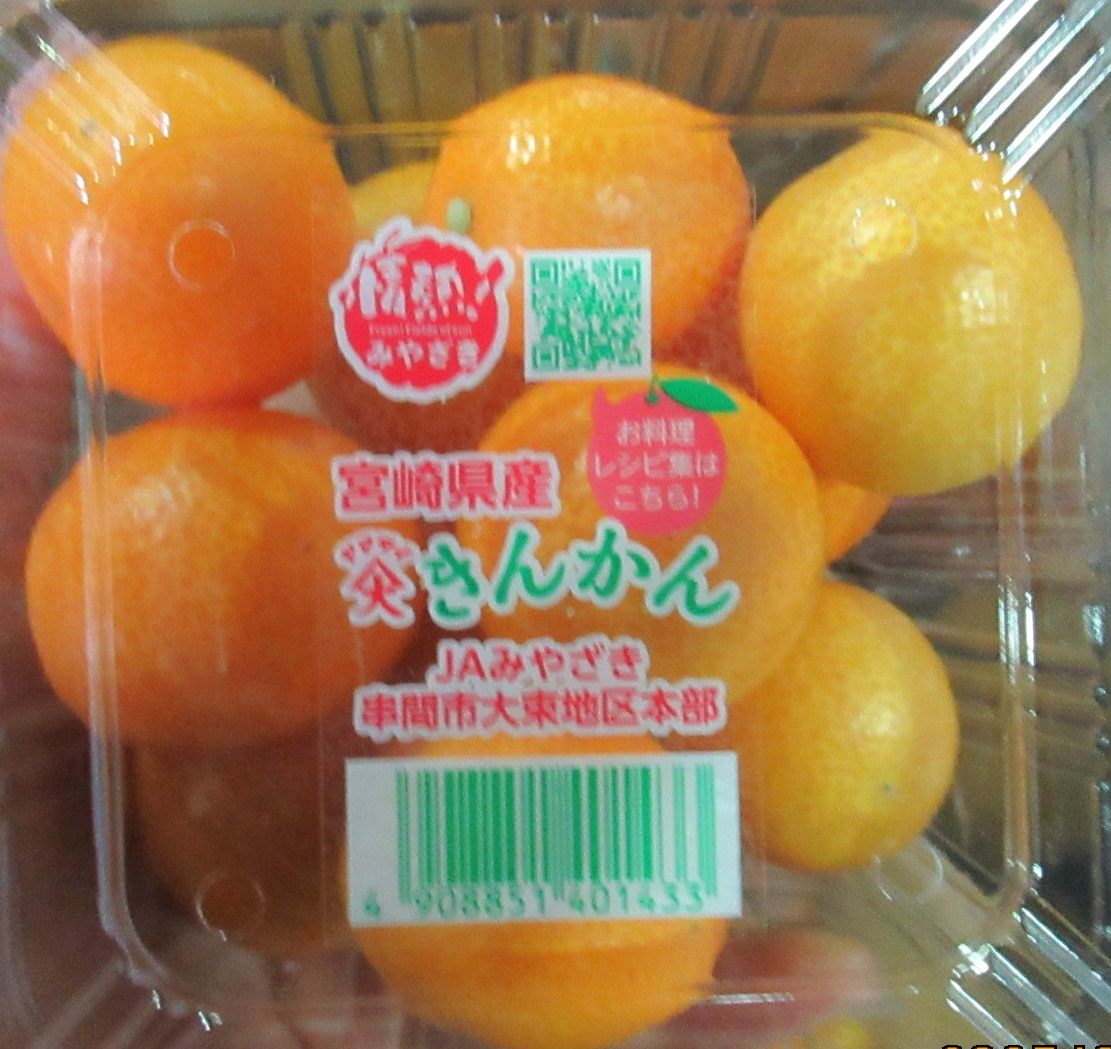 情熱!
みやざき
お料理
レシピ集は
こちら!
宮崎県産
きんかん
JAみやざき
串間市大束地区本部
4 908851 401433